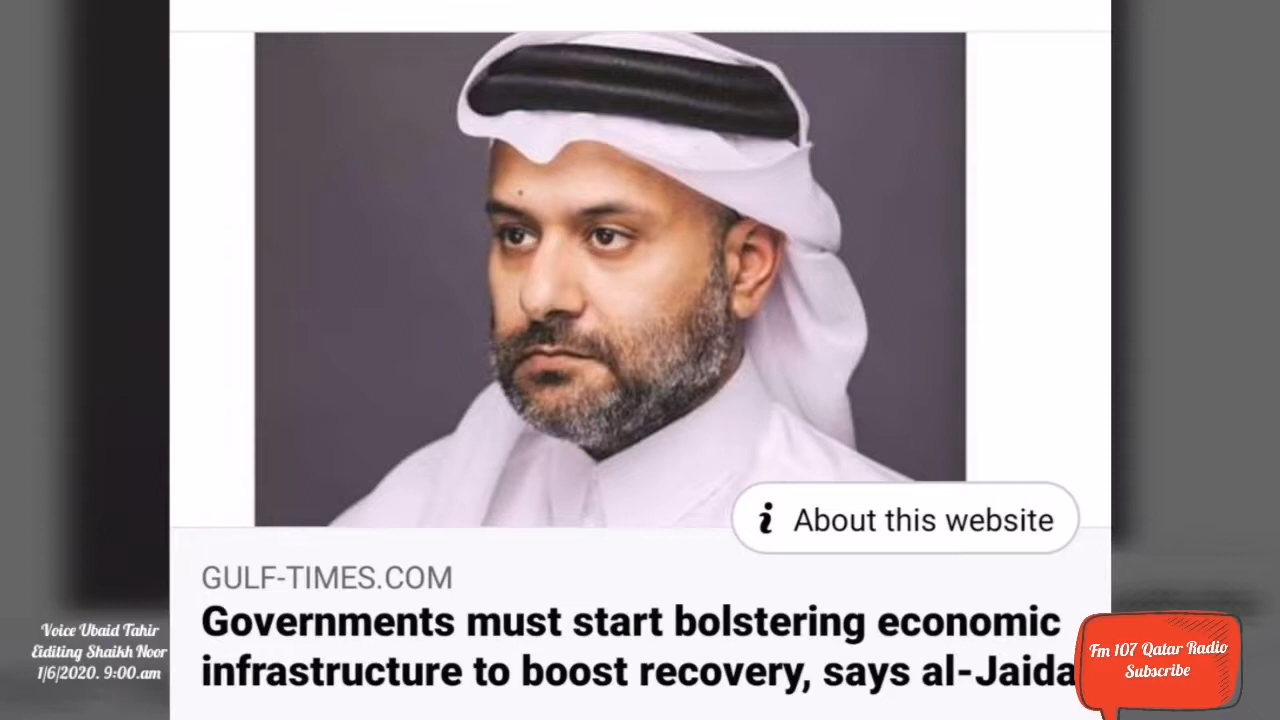 About this website
GULF-TIMES.COM
Governments must start bolstering economic
infrastructure to boost recovery, says al-Jaida
Voice Ubaid Tahir
Eiditing Shaikh Noor
1/6/2020. 9:00.am
Fm 107 Qatar Radio
Subscribe